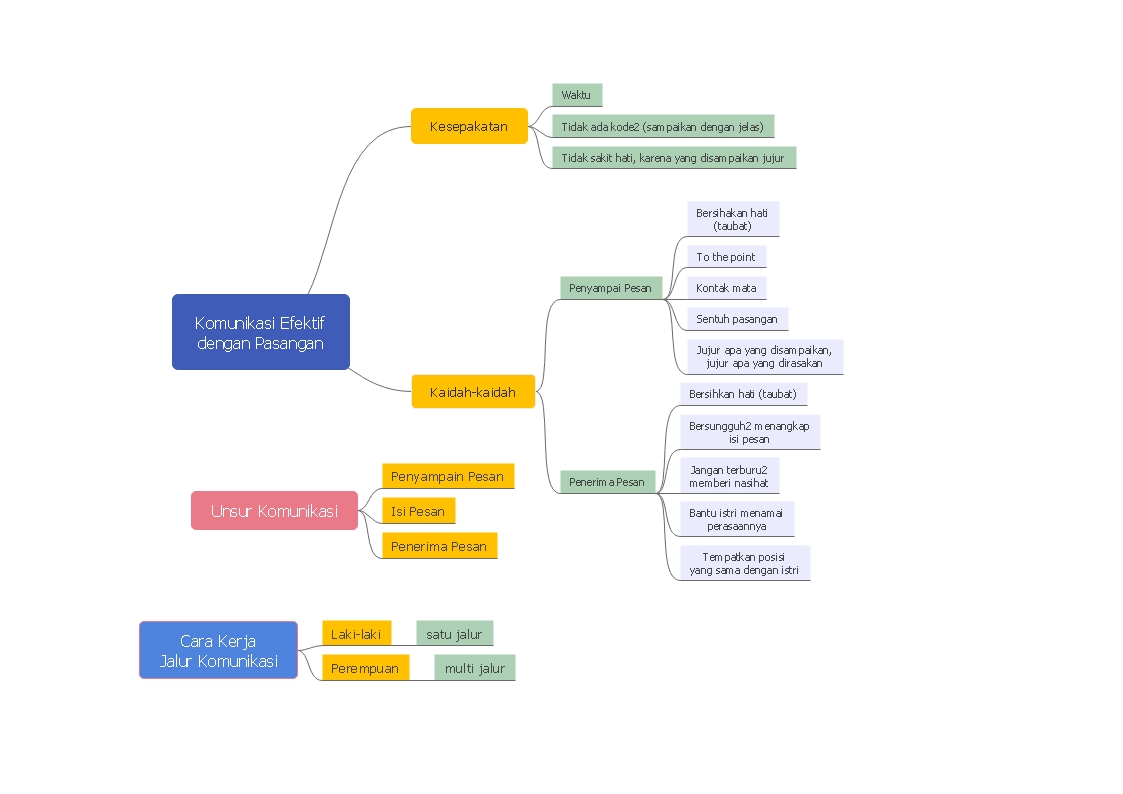 Komunikasi Efektif
dengan Pasangan
Kesepakatan
Waktu
Tidak ada kode2 (sampaikan dengan jelas)
Tidak sakit hati, karena yang disampaikan jujur
Kaidah-kaidah
Penyampai Pesan
Bersihakan hati
(taubat)
To the point
Kontak mata
Sentuh pasangan
Jujur apa yang disampaikan,
jujur apa yang dirasakan
Penerima Pesan
Bersihkan hati (taubat)
Bersungguh2 menangkap
isi pesan
Jangan terburu2
memberi nasihat
Bantu istri menamai
perasaannya
Tempatkan posisi
yang sama dengan istri
Unsur Komunikasi
Penyampain Pesan
Isi Pesan
Penerima Pesan
Cara Kerja
Jalur Komunikasi
Laki-laki
satu jalur
Perempuan
multi jalur